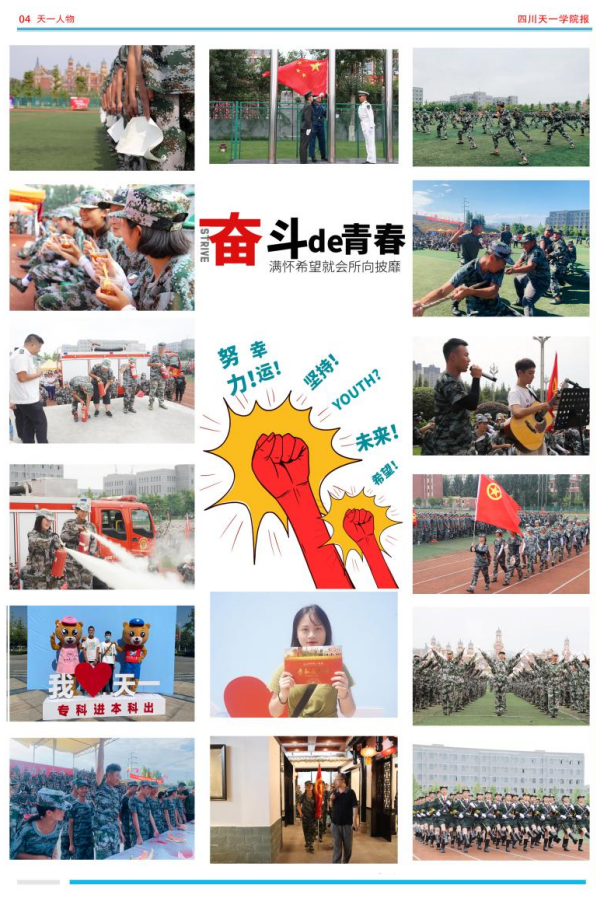 04 天一人物
四川天一学院报
STRIVE
奋斗de青春
满怀希望就会所向披靡
努力!
幸运!
坚持!
YOUTH?
未来!
希望!
我 天一
专科进本科出